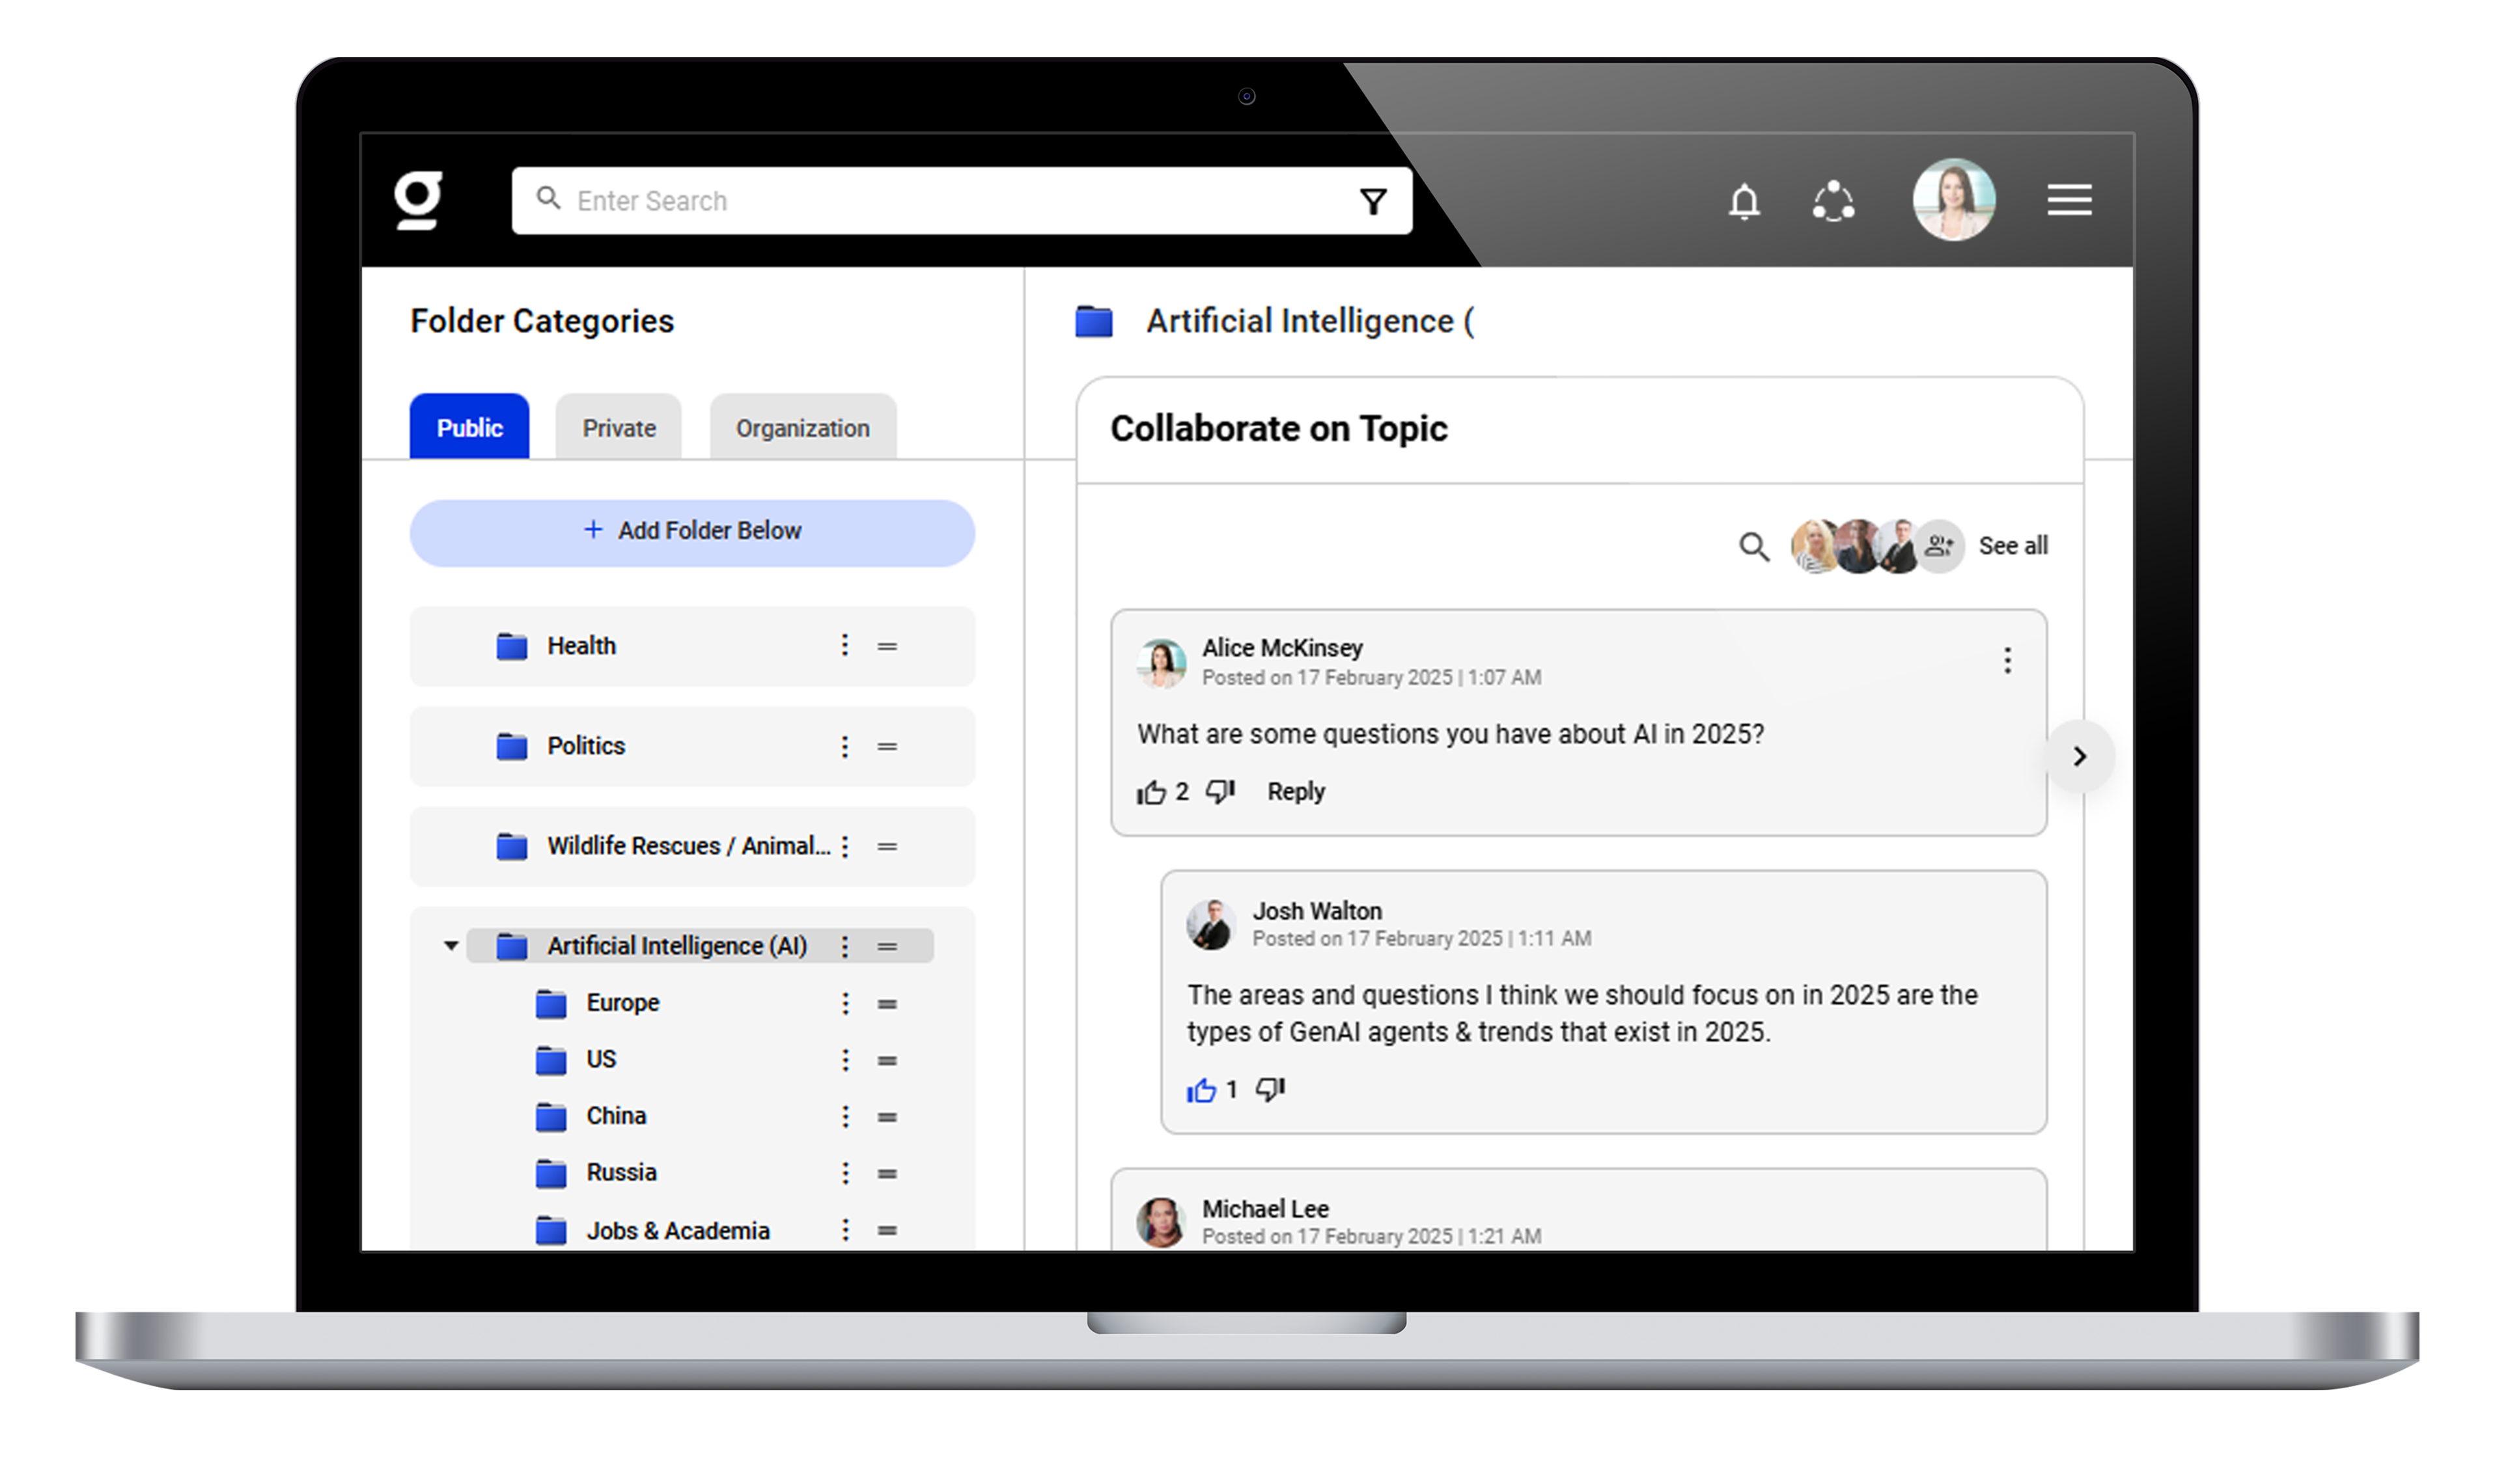 g
Enter Search
Folder Categories
Public
Private
Organization
+ Add Folder Below
Health
Politics
Wildlife Rescues / Animal...
Artificial Intelligence (AI)
Europe
US
China
Russia
Jobs & Academia
Artificial Intelligence (
Collaborate on Topic
See all
Alice McKinsey
Posted on 17 February 2025 | 1:07 AM
What are some questions you have about AI in 2025?
2
Reply
Josh Walton
Posted on 17 February 2025 | 1:11 AM
The areas and questions I think we should focus on in 2025 are the
types of GenAI agents & trends that exist in 2025.
1
Michael Lee
Posted on 17 February 2025 | 1:21 AM